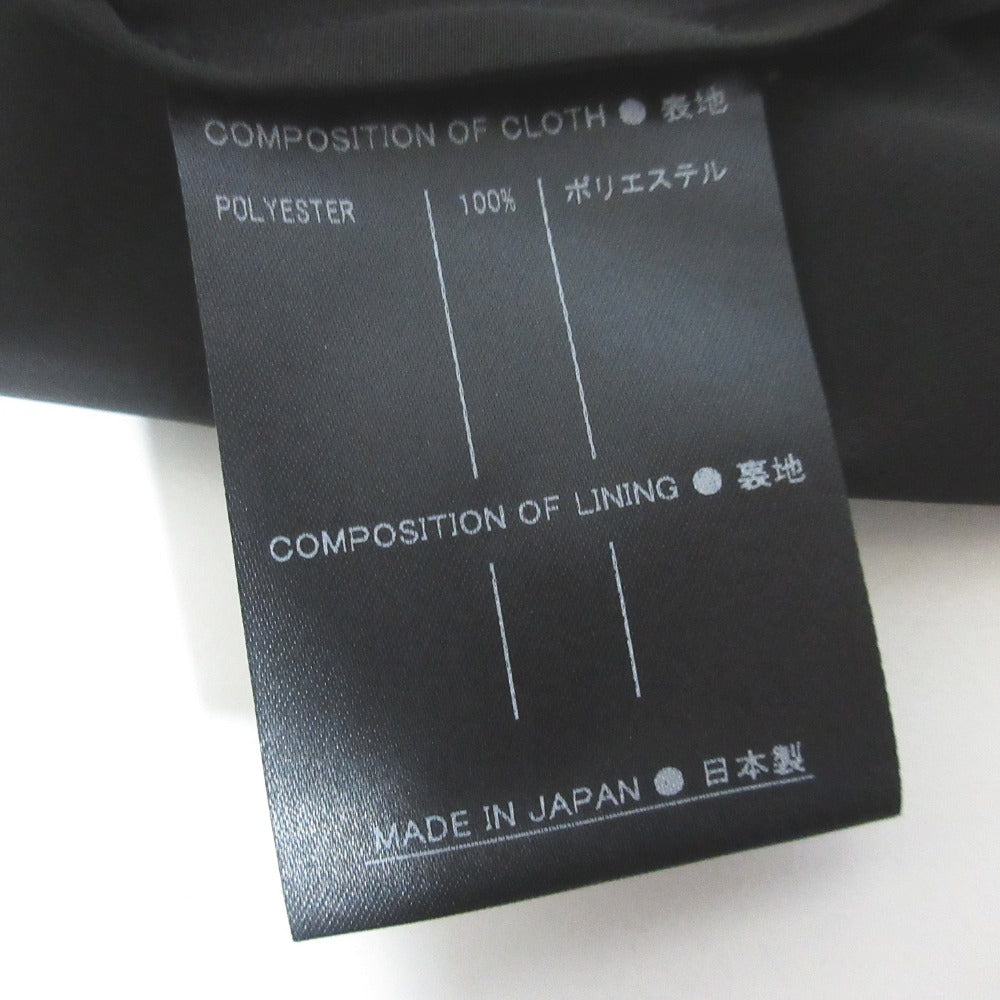 COMPOSITION OF CLOTH ● 表地
POLYESTER 100% ポリエステル
COMPOSITION OF LINING ● 裏地
MADE IN JAPAN ● 日本製